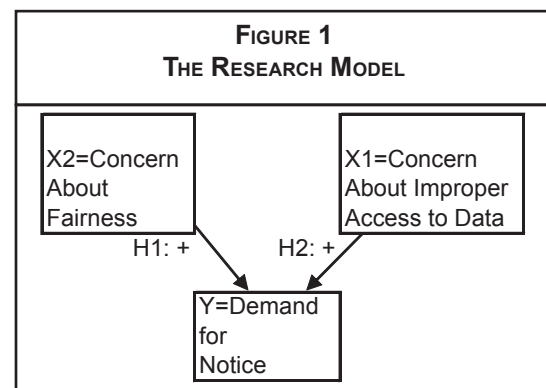 FIGURE 1
THE RESEARCH MODEL
X2=Concern
About
Fairness
X1=Concern
About Improper
Access to Data
H1: +
H2: +
Y=Demand
for
Notice